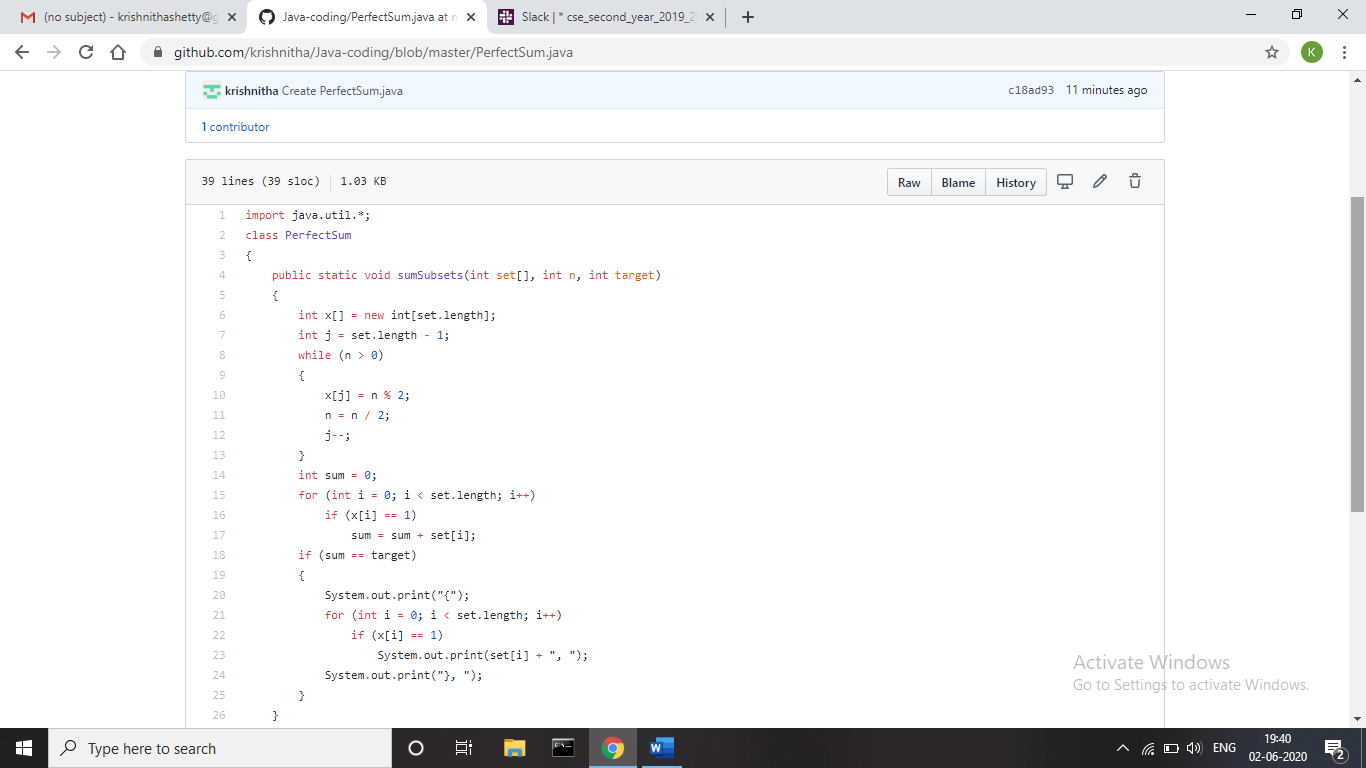 (no subject) - krishnithashetty@g
Java-coding/PerfectSum.java at m
Slack | * cse_second_year_2019_2
github.com/krishnitha/Java-coding/blob/master/PerfectSum.java
K
krishnitha Create PerfectSum.java
c18ad93 11 minutes ago
1 contributor
39 lines (39 sloc) 1.03 KB
Raw Blame History
1 import java.util.*;
2 class PerfectSum
3 {
4 public static void sumSubsets(int set[], int n, int target)
5 {
6 int x[] = new int[set.length];
7 int j = set.length - 1;
8 while (n > 0)
9 {
10 x[j] = n % 2;
11 n = n / 2;
12 j--;
13 }
14 int sum = 0;
15 for (int i = 0; i < set.length; i++)
16 if (x[i] == 1)
17 sum = sum + set[i];
18 if (sum == target)
19 {
20 System.out.print("{");
21 for (int i = 0; i < set.length; i++)
22 if (x[i] == 1)
23 System.out.print(set[i] + ", ");
24 System.out.print("}, ");
25 }
26 }
Activate Windows
Go to Settings to activate Windows.
Type here to search
ENG
19:40
02-06-2020
2